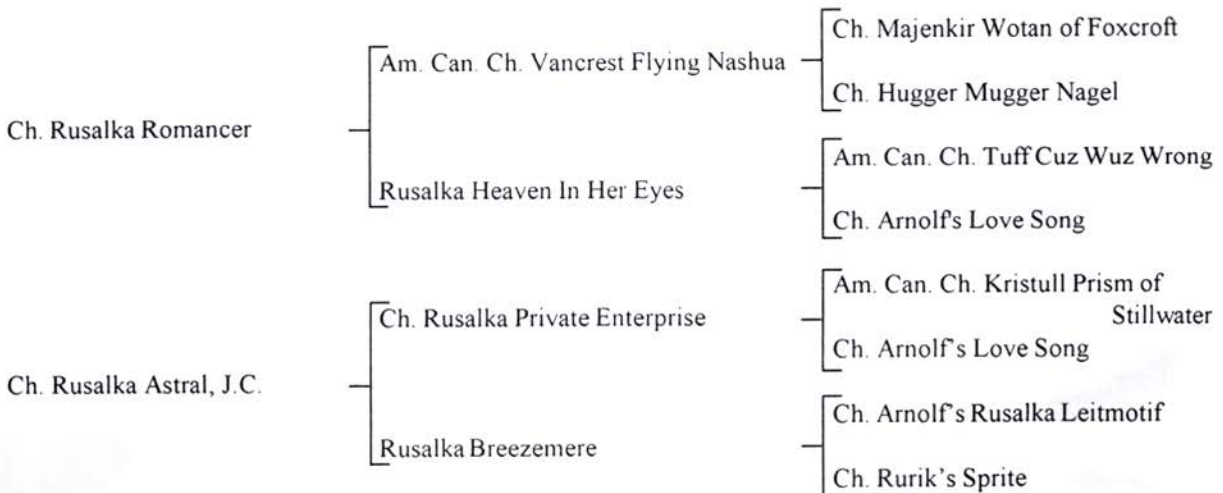 Ch. Majenkir Wotan of Foxcroft
Am. Can. Ch. Vancrest Flying Nashua
Ch. Hugger Mugger Nagel
Ch. Rusalka Romancer
Am. Can. Ch. Tuff Cuz Wuz Wrong
Rusalka Heaven In Her Eyes
Ch. Arnolf's Love Song
Am. Can. Ch. Kristull Prism of
Stillwater
Ch. Rusalka Private Enterprise
Ch. Arnolf's Love Song
Ch. Rusalka Astral, J.C.
Ch. Arnolf's Rusalka Leitmotif
Rusalka Breezemere
Ch. Rurik's Sprite